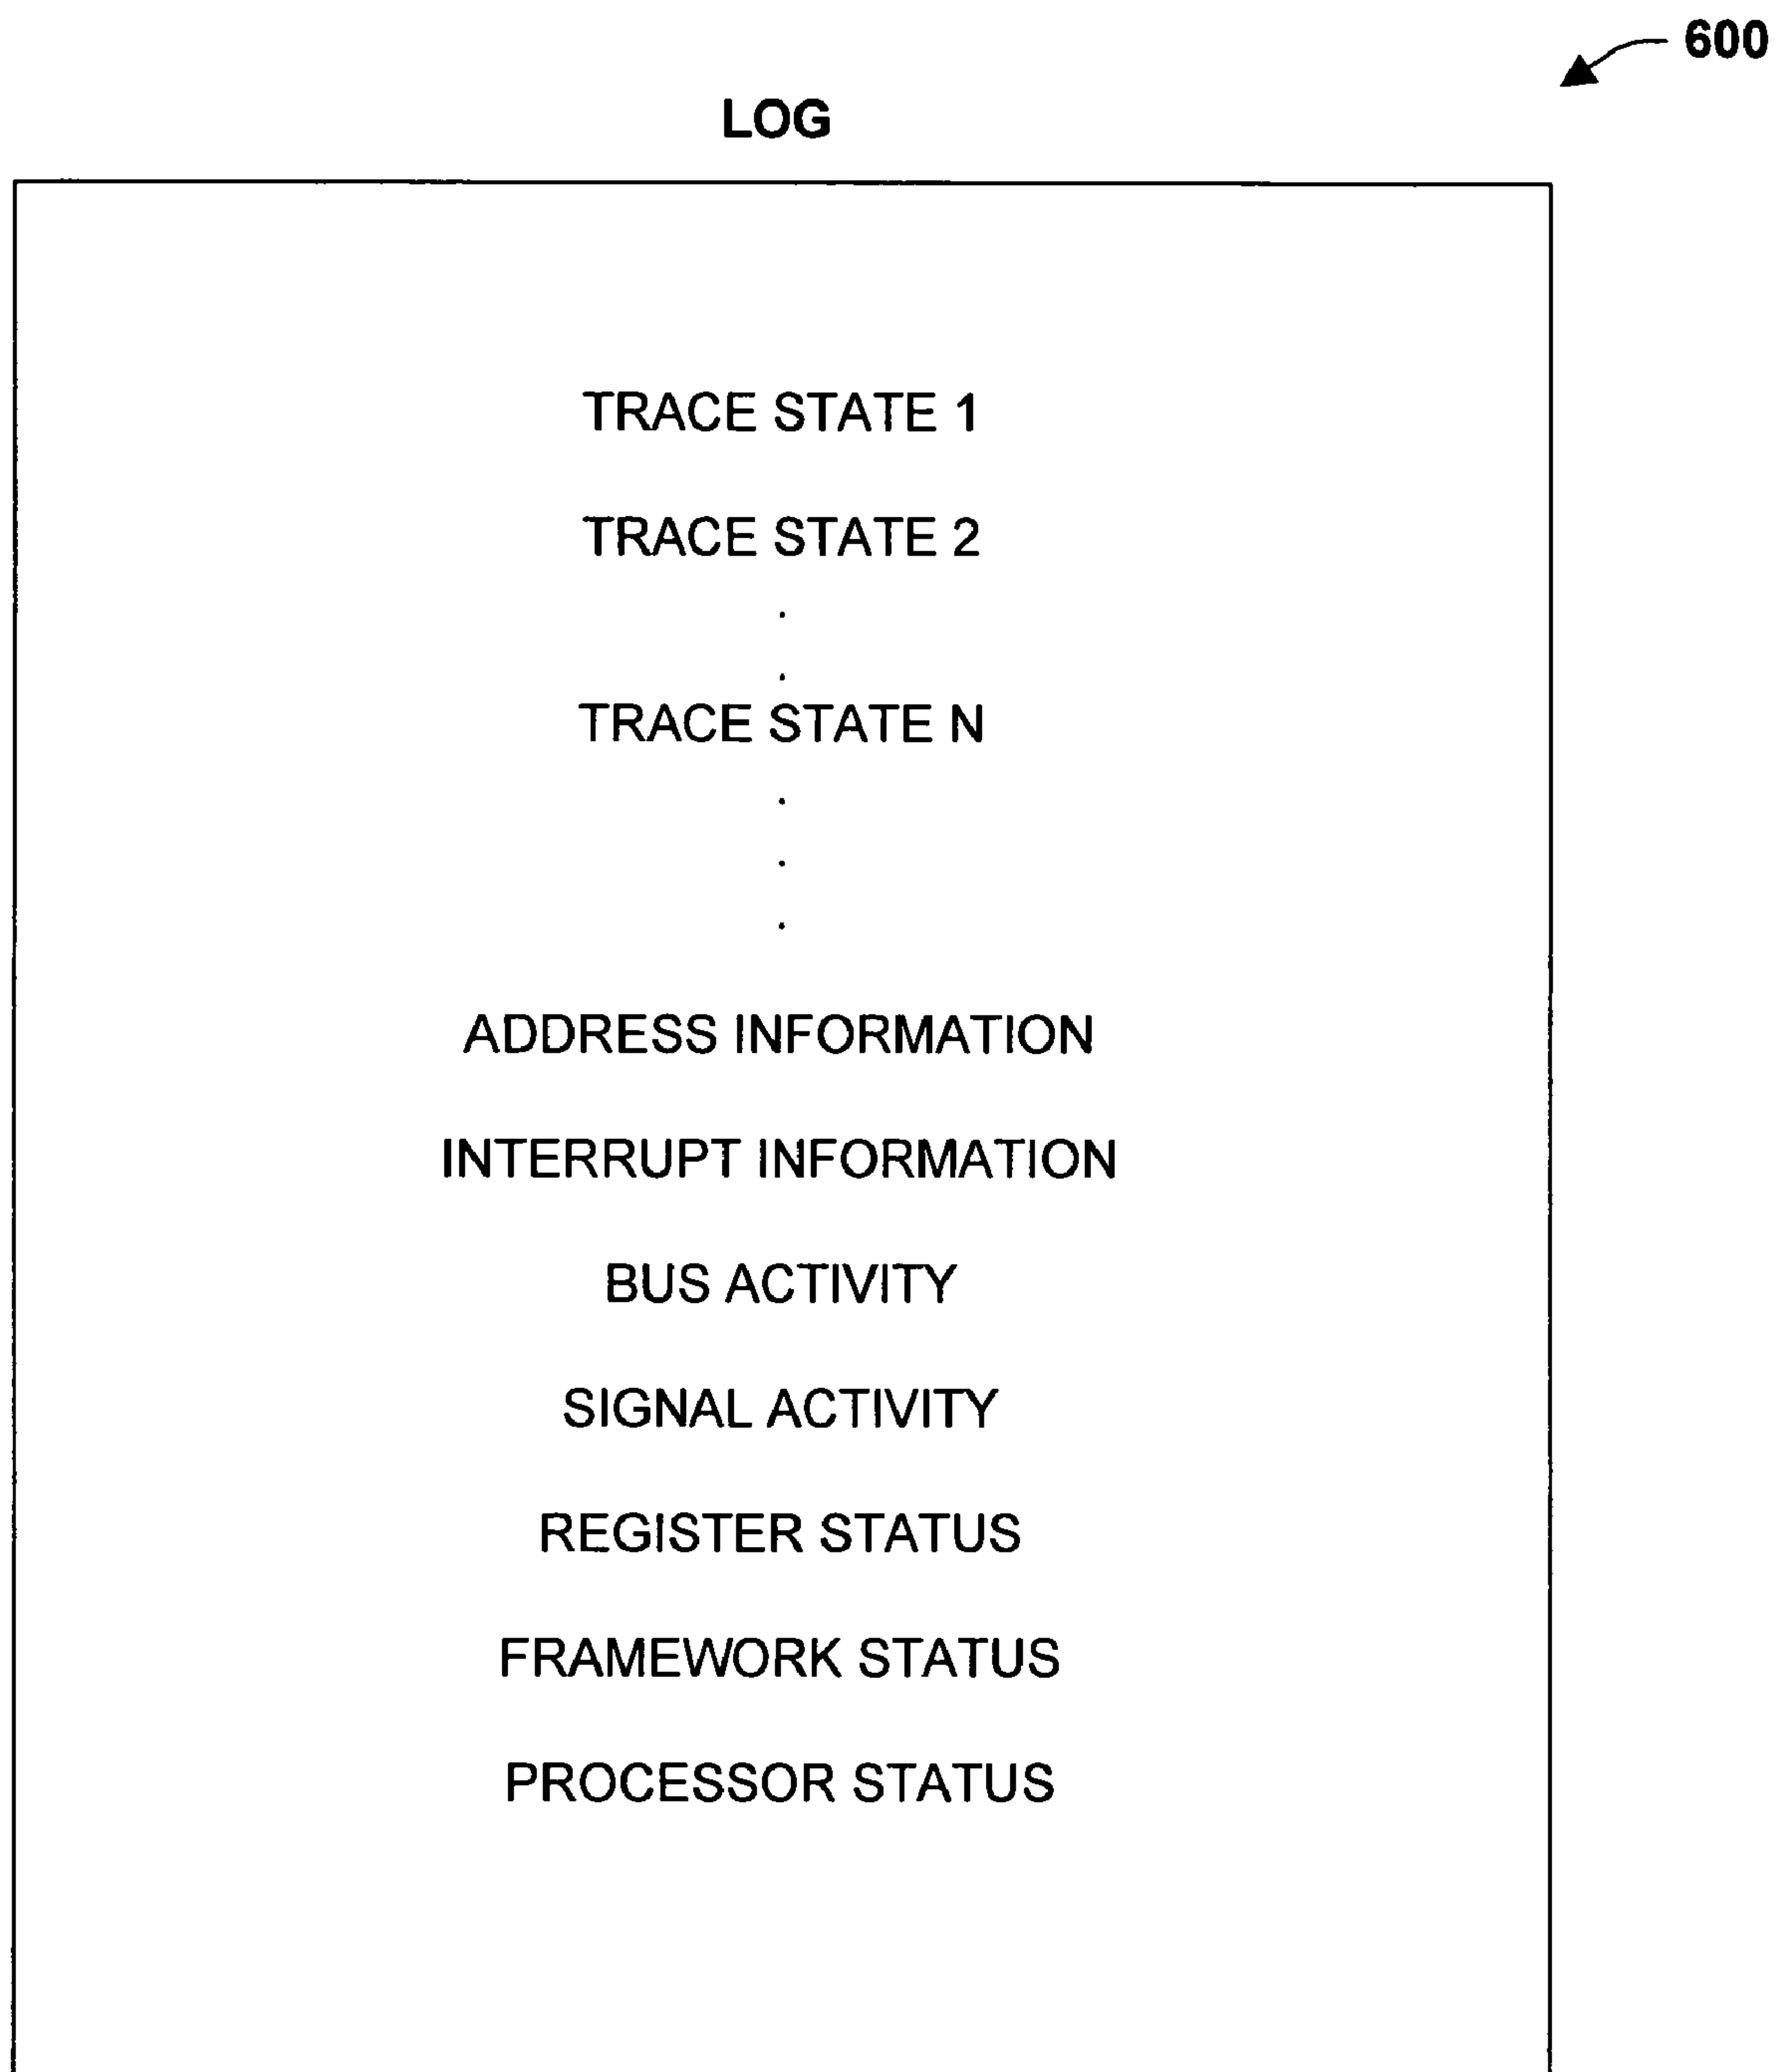 600
LOG
TRACE STATE 1
TRACE STATE 2
.
.
TRACE STATE N
.
.
.
ADDRESS INFORMATION
INTERRUPT INFORMATION
BUS ACTIVITY
SIGNAL ACTIVITY
REGISTER STATUS
FRAMEWORK STATUS
PROCESSOR STATUS